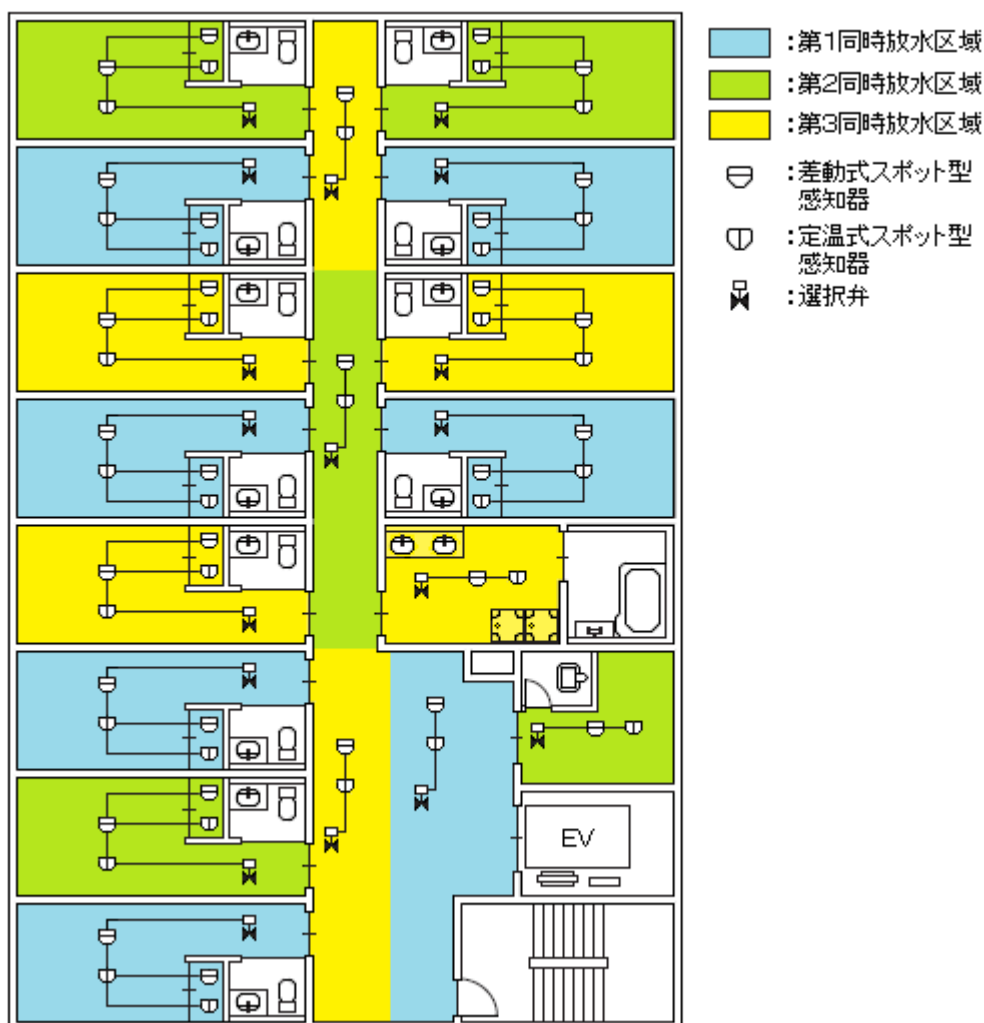 :第1同時放水区域
:第2同時放水区域
:第3同時放水区域
:差動式スポット型
感知器
:定温式スポット型
感知器
:選択弁
EV